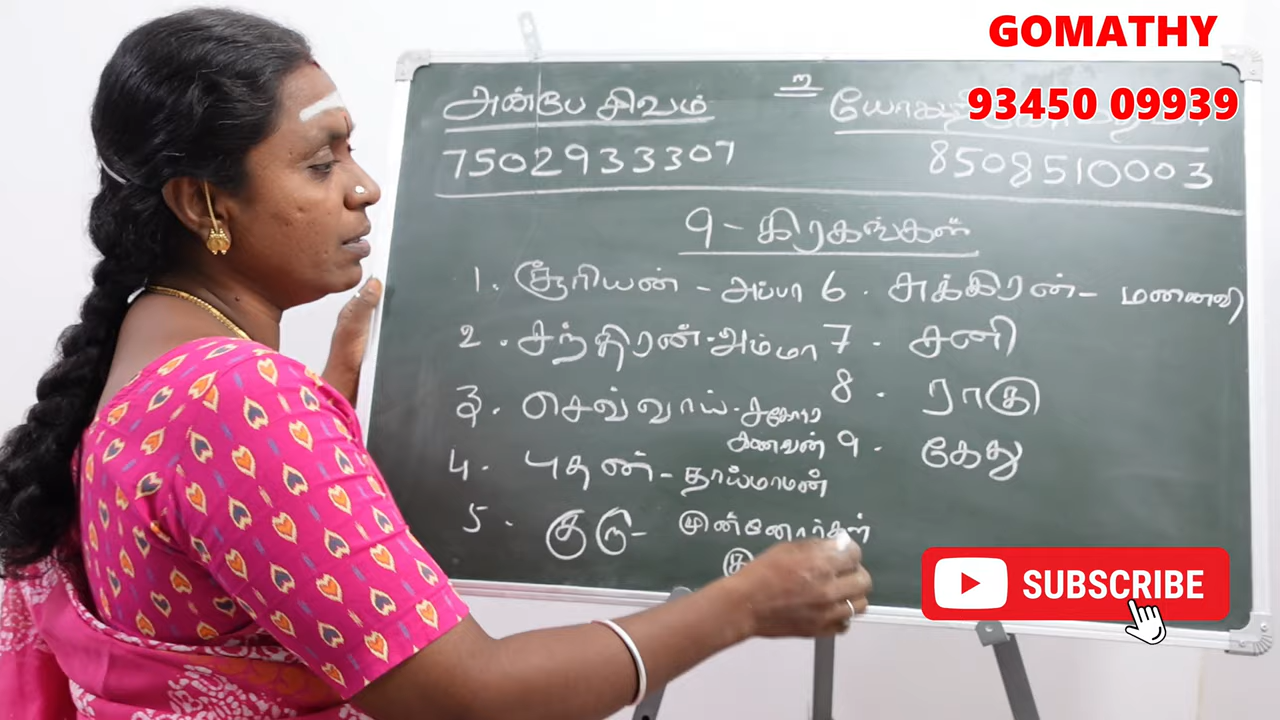 GOMATHY
93450 09939
உ
அன்பே சிவம்
7502933307 8508510003
9 - கிரகங்கள்
1. சூரியன் - அப்பா 6. சுக்கிரன் - மனைவி
2. சந்திரன் - அம்மா 7. சனி
3. செவ்வாய் - சகோதர 8. ராகு
கணவன் 9. கேது
4. புதன் - தாய்மாமன்
5. குரு - முன்னோர்கள்
SUBSCRIBE